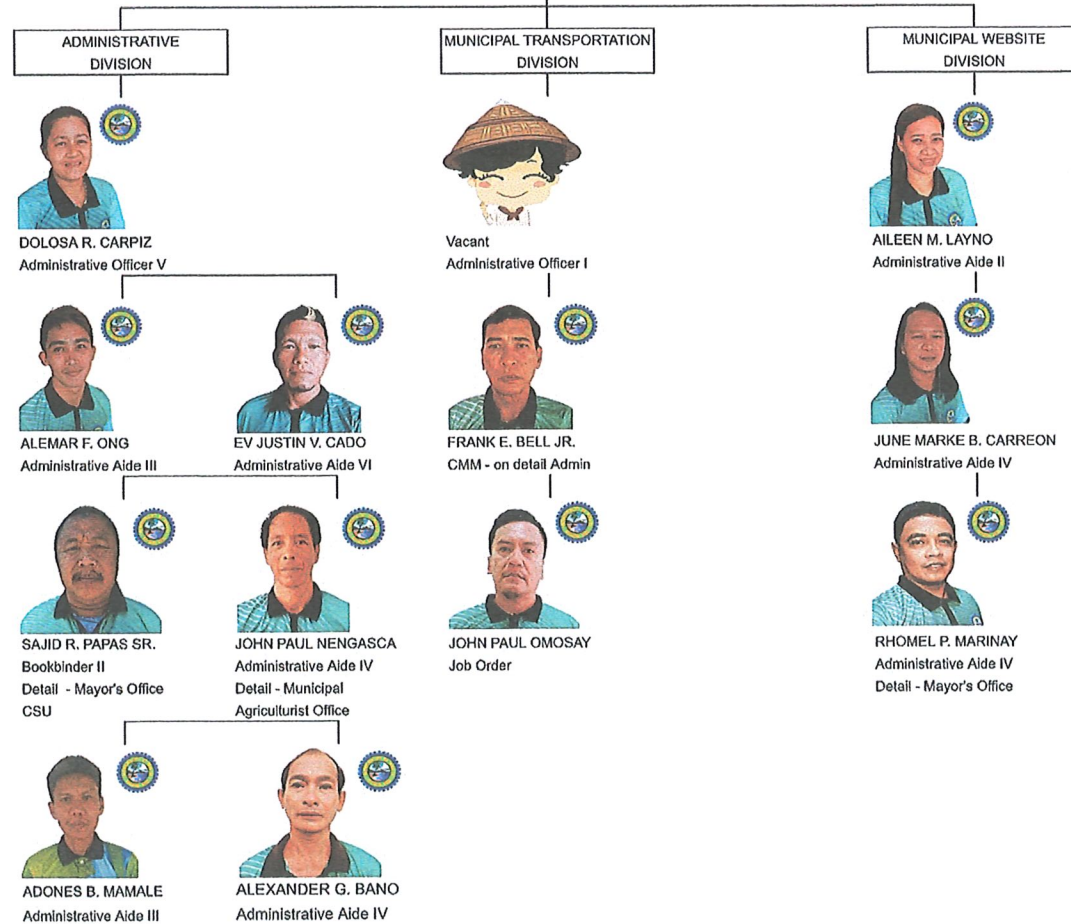 ADMINISTRATIVE
DIVISION
MUNICIPAL TRANSPORTATION
DIVISION
MUNICIPAL WEBSITE
DIVISION
DOLOSA R. CARPIZ
Administrative Officer V
Vacant
Administrative Officer I
AILEEN M. LAYNO
Administrative Aide II
ALEMAR F. ONG
Administrative Aide III
EV JUSTIN V. CADO
Administrative Aide VI
FRANK E. BELL JR.
CMM - on detail Admin
JUNE MARKE B. CARREON
Administrative Aide IV
SAJID R. PAPAS SR.
Bookbinder II
Detail - Mayor's Office
CSU
JOHN PAUL NENGASCA
Administrative Aide IV
Detail - Municipal
Agriculturist Office
JOHN PAUL OMOSAY
Job Order
RHOMEL P. MARINAY
Administrative Aide IV
Detail - Mayor's Office
ADONES B. MAMALE
Administrative Aide III
ALEXANDER G. BANO
Administrative Aide IV